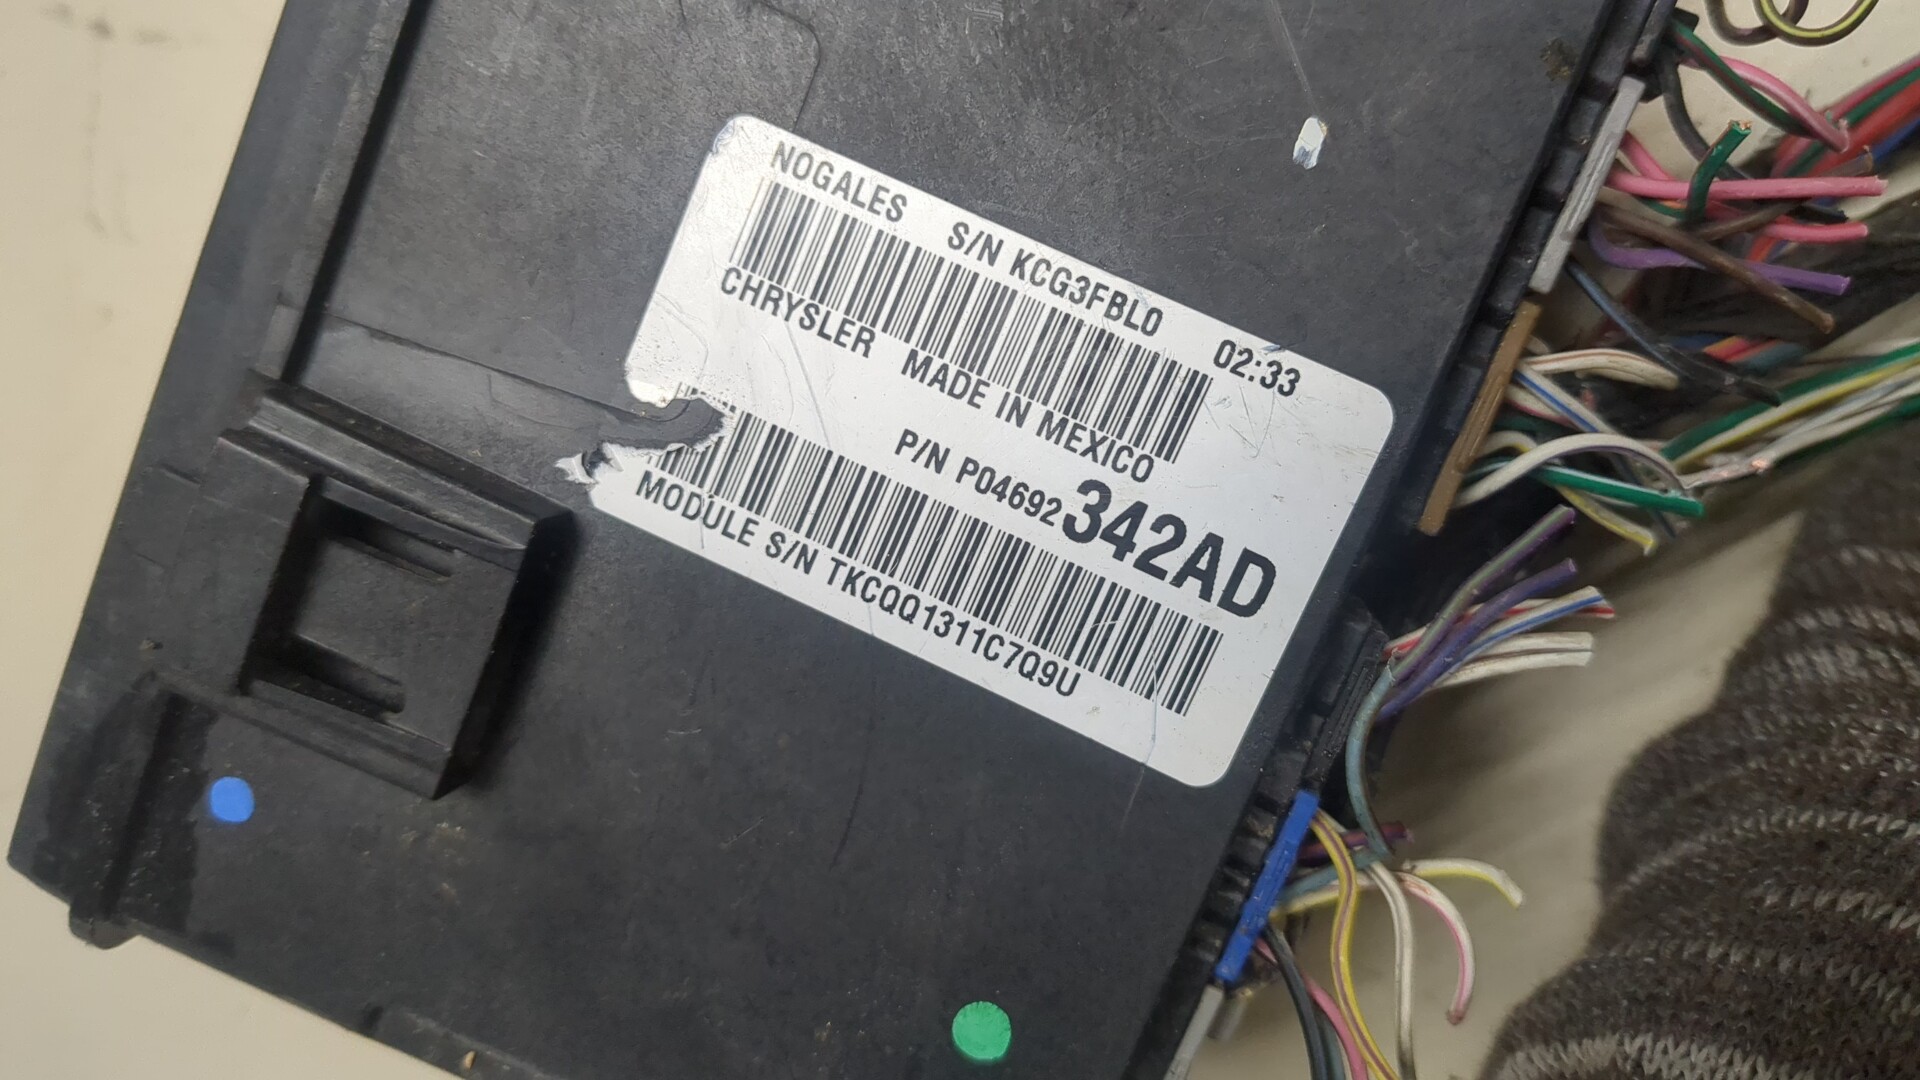 NOGALES S/N KCG3FBL0 02:33
CHRYSLER MADE IN MEXICO
P/N P04692342AD
MODULE S/N TKCQQ1311C7Q9U